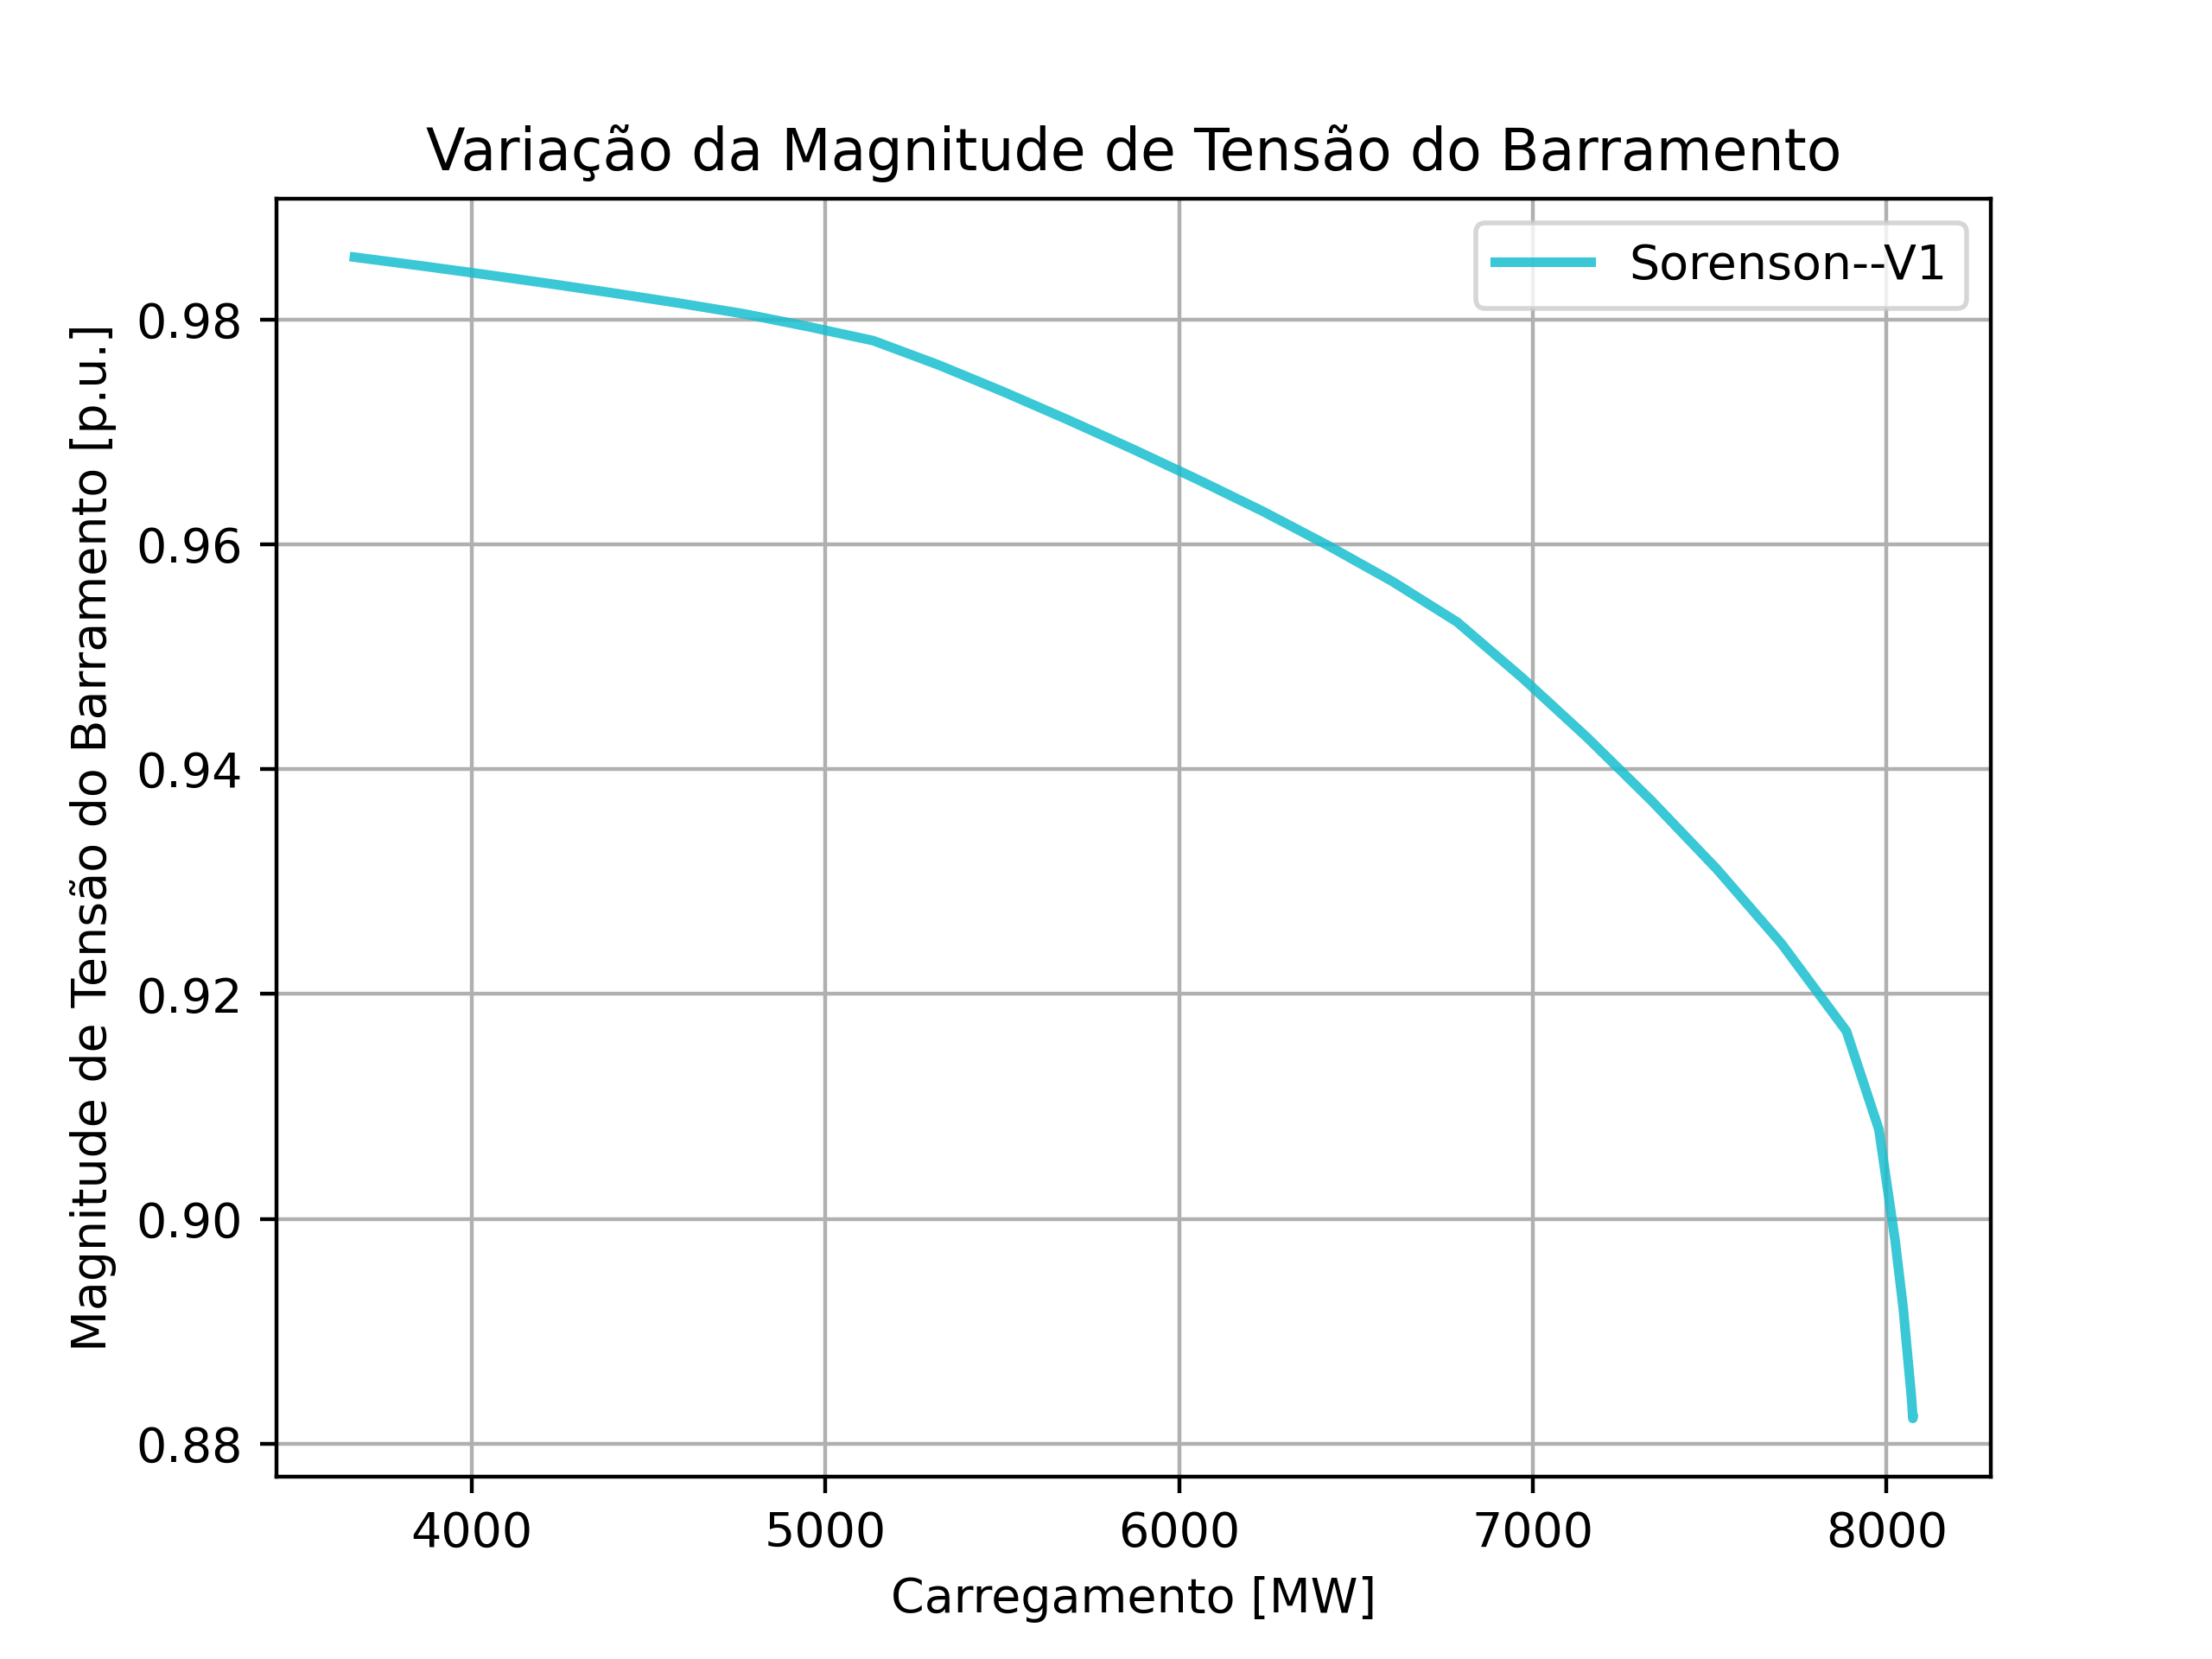 Variação da Magnitude de Tensão do Barramento
Sorenson--V1
Magnitude de Tensão do Barramento [p.u.]
0.98
0.96
0.94
0.92
0.90
0.88
4000 5000 6000 7000 8000
Carregamento [MW]